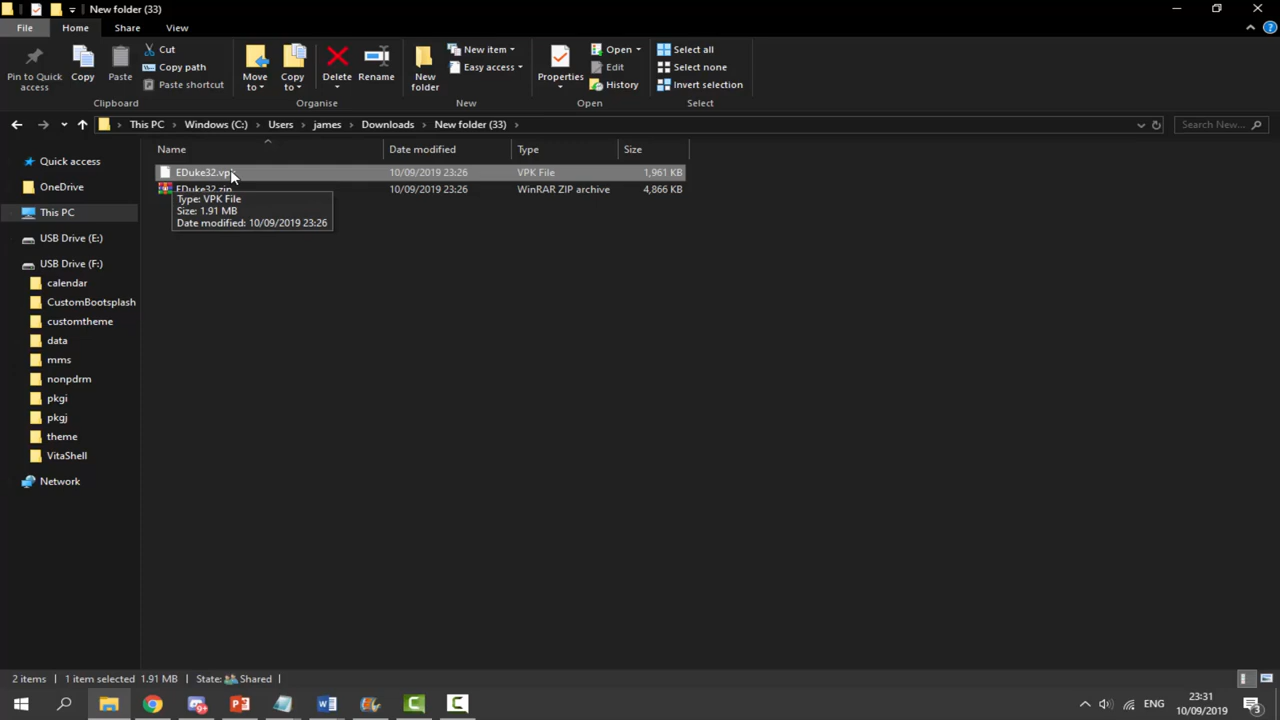 New folder (33)
File
Home
Share
View
Pin to Quick access
Copy
Paste
Cut
Copy path
Paste shortcut
Clipboard
Move to
Copy to
Delete
Rename
Organise
New folder
New item
Easy access
New
Properties
Open
Edit
History
Open
Select all
Select none
Invert selection
Select
This PC
Windows (C:)
Users
james
Downloads
New folder (33)
Search New...
Name
Date modified
Type
Size
EDuke32.vpk
10/09/2019 23:26
VPK File
1,961 KB
EDuke32.zip
10/09/2019 23:26
WinRAR ZIP archive
4,866 KB
Type: VPK File
Size: 1.91 MB
Date modified: 10/09/2019 23:26
Quick access
OneDrive
This PC
USB Drive (E:)
USB Drive (F:)
calendar
CustomBootsplash
customtheme
data
mms
nonpdrm
pkgi
pkgj
theme
VitaShell
Network
2 items
1 item selected 1.91 MB
State: Shared
ENG
23:31
10/09/2019
3